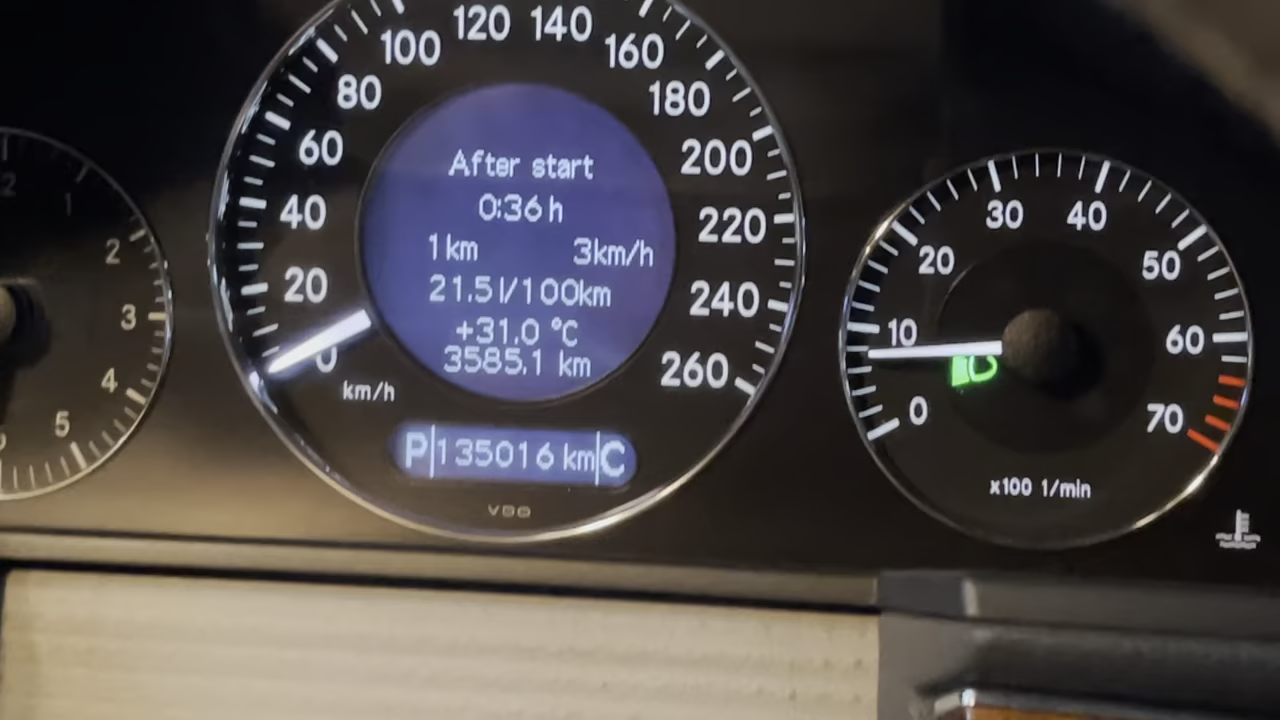 120 140
100 160
80 180
60 200
40 220
20 240
0 260
km/h
After start
0:36 h
1 km 3 km/h
21.5 l/100km
+31.0 °C
3585.1 km
P 135016 km C
VDO
1
2
3
4
5
30 40
20 50
10 60
0 70
x100 1/min